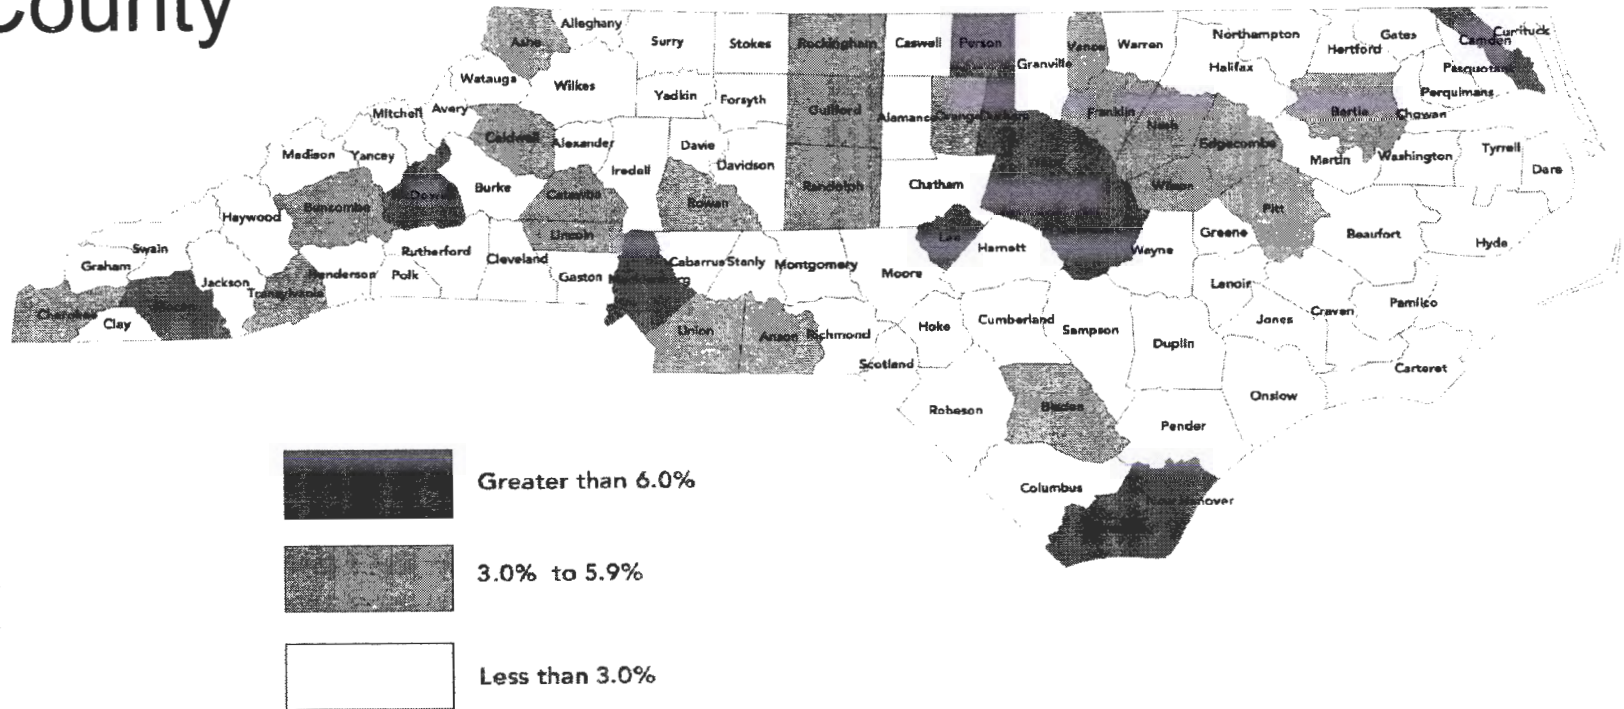 County
Alleghany
Ashe
Surry
Stokes
Rockingham
Caswell
Person
Granville
Vance
Warren
Northampton
Gates
Hertford
Camden
Currituck
Halifax
Pasquotank
Perquimans
Watauga
Wilkes
Yadkin
Forsyth
Guilford
Alamance
Orange
Durham
Franklin
Nash
Edgecombe
Bertie
Chowan
Mitchell
Avery
Caldwell
Alexander
Davie
Davidson
Iredell
Madison
Yancey
Burke
Catawba
Rowan
Randolph
Chatham
Wilson
Martin
Washington
Tyrrell
Dare
Haywood
Buncombe
Lincoln
Lee
Harnett
Wayne
Greene
Pitt
Beaufort
Hyde
Swain
Graham
Jackson
Henderson
Transylvania
Polk
Rutherford
Cleveland
Gaston
Cabarrus
Stanly
Montgomery
Moore
Lenoir
Jones
Craven
Pamlico
Cherokee
Clay
Union
Anson
Richmond
Hoke
Cumberland
Sampson
Duplin
Scotland
Carteret
Onslow
Robeson
Bladen
Pender
Columbus
New Hanover
Greater than 6.0%
3.0% to 5.9%
Less than 3.0%